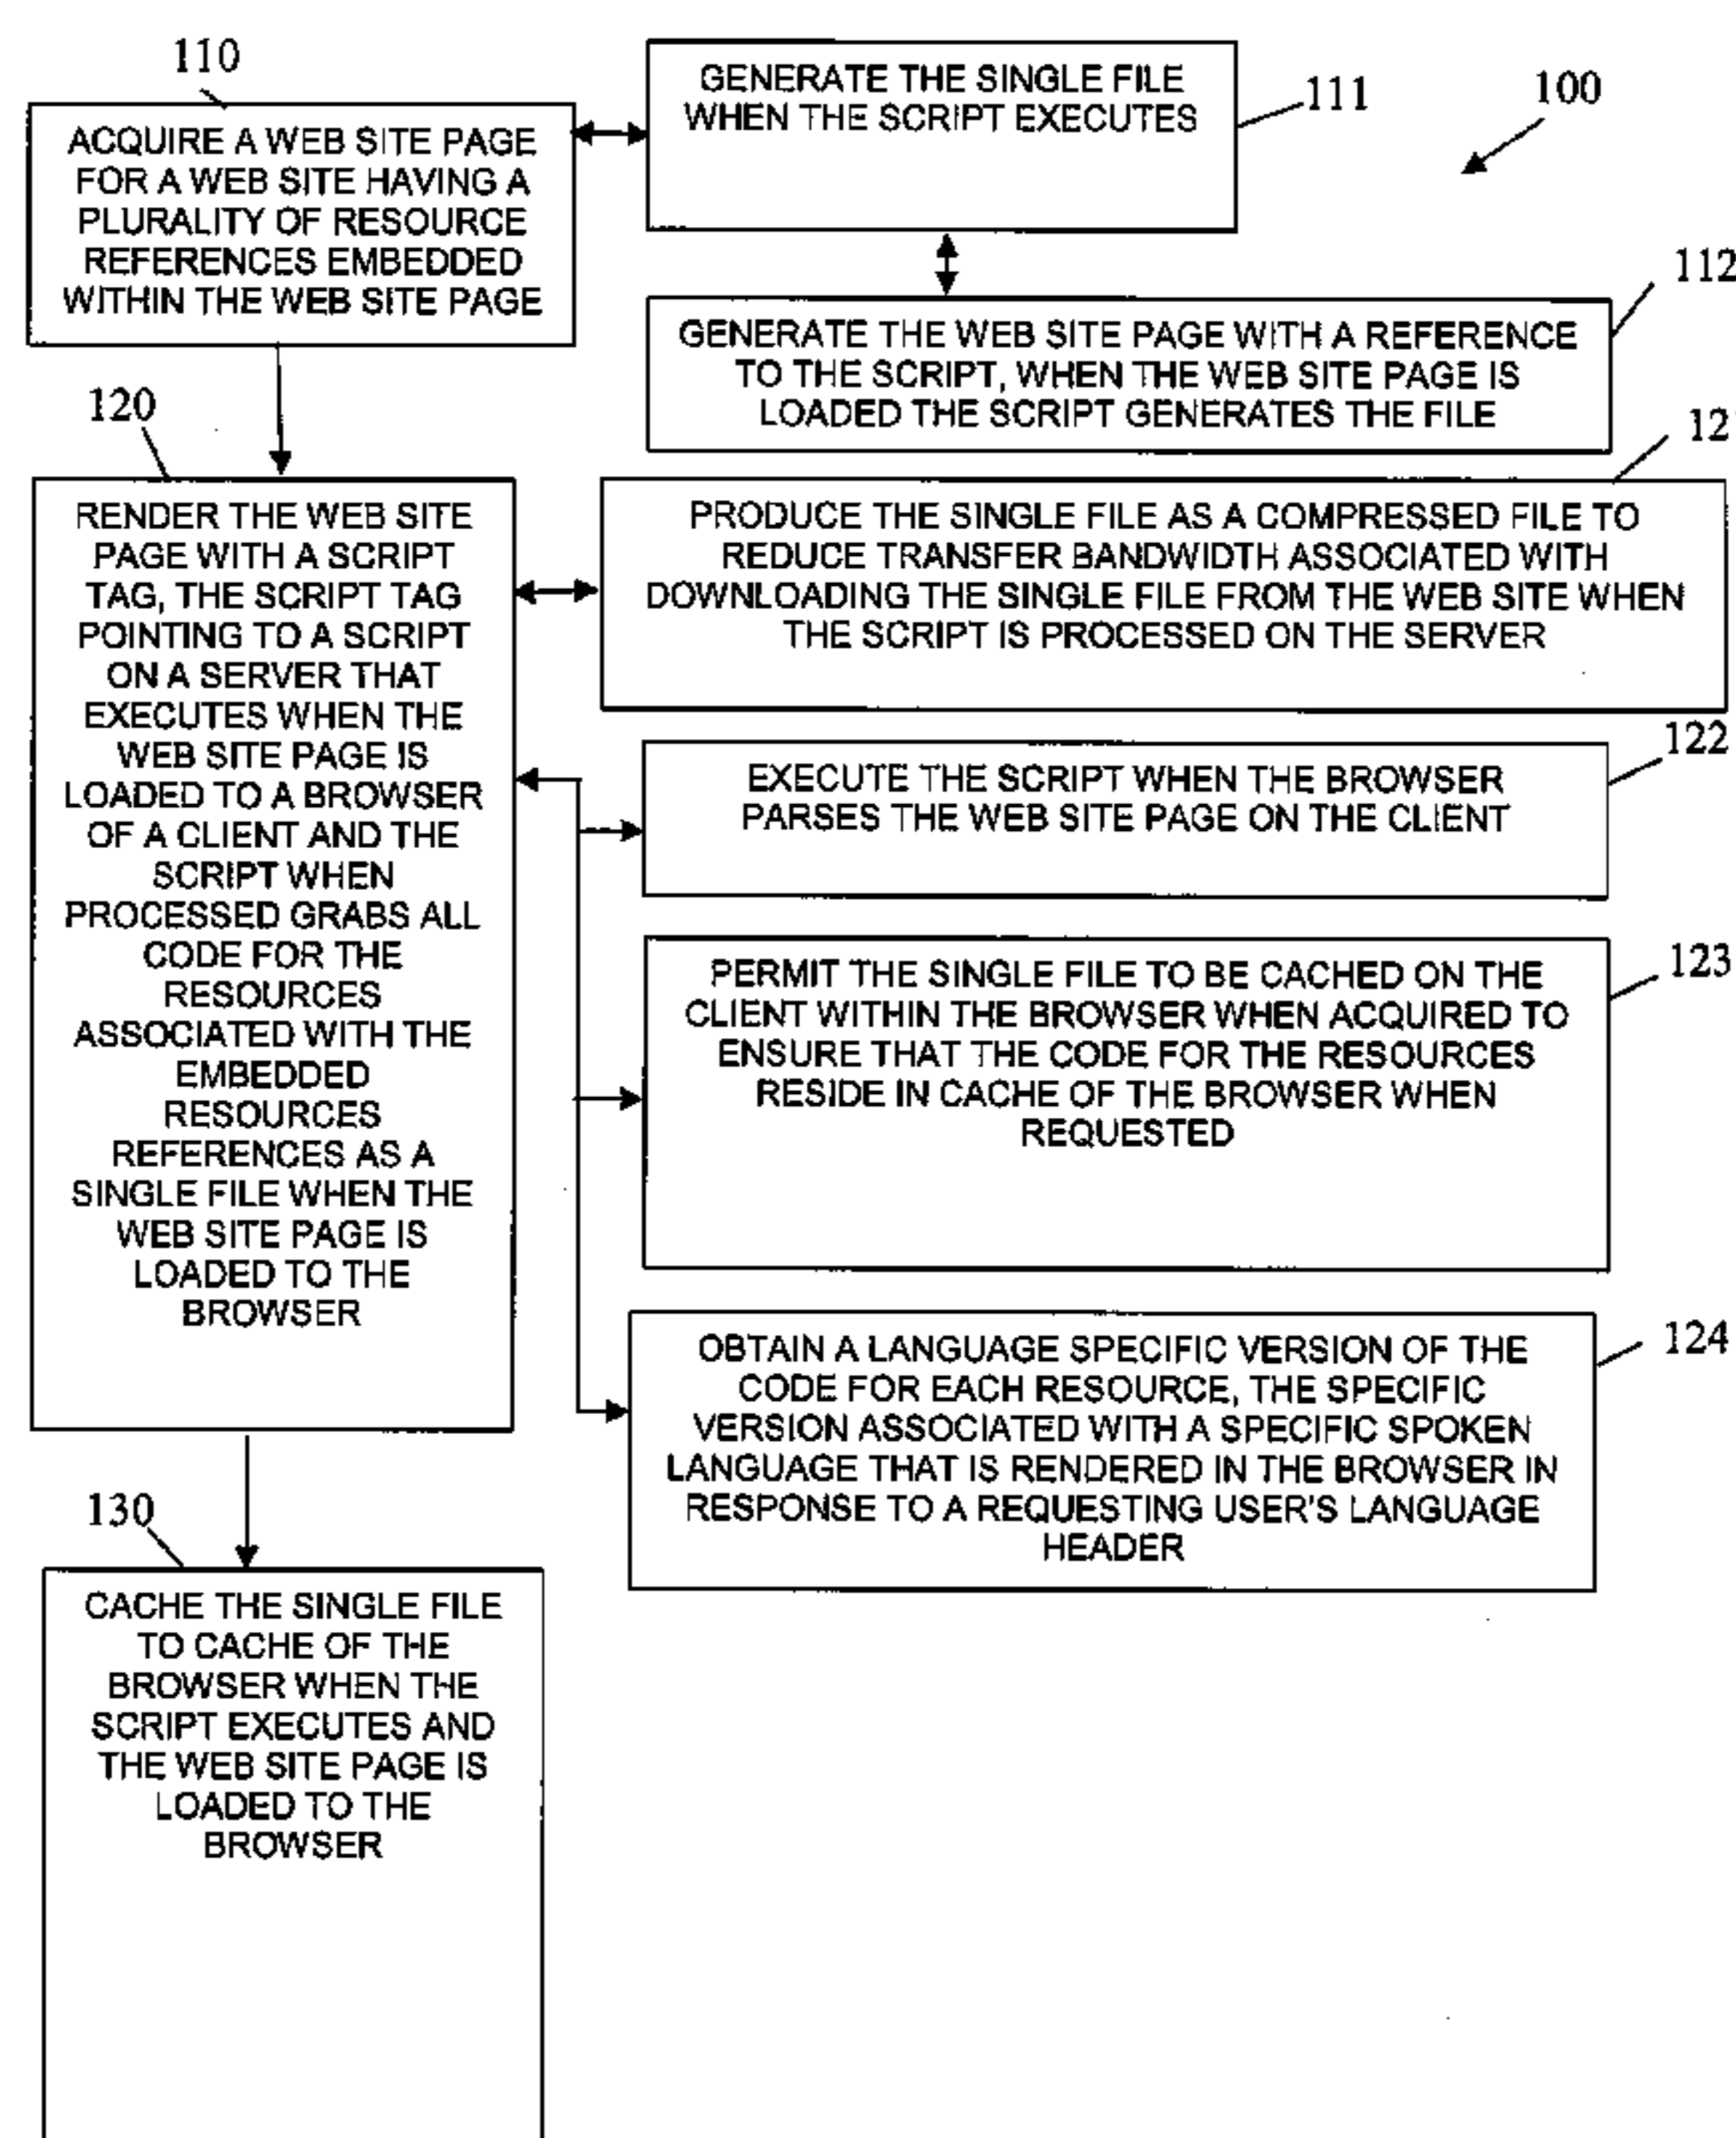 110
ACQUIRE A WEB SITE PAGE
FOR A WEB SITE HAVING A
PLURALITY OF RESOURCE
REFERENCES EMBEDDED
WITHIN THE WEB SITE PAGE
GENERATE THE SINGLE FILE
WHEN THE SCRIPT EXECUTES
111
100
112
GENERATE THE WEB SITE PAGE WITH A REFERENCE
TO THE SCRIPT, WHEN THE WEB SITE PAGE IS
LOADED THE SCRIPT GENERATES THE FILE
120
RENDER THE WEB SITE
PAGE WITH A SCRIPT
TAG, THE SCRIPT TAG
POINTING TO A SCRIPT
ON A SERVER THAT
EXECUTES WHEN THE
WEB SITE PAGE IS
LOADED TO A BROWSER
OF A CLIENT AND THE
SCRIPT WHEN
PROCESSED GRABS ALL
CODE FOR THE
RESOURCES
ASSOCIATED WITH THE
EMBEDDED
RESOURCES
REFERENCES AS A
SINGLE FILE WHEN THE
WEB SITE PAGE IS
LOADED TO THE
BROWSER
12
PRODUCE THE SINGLE FILE AS A COMPRESSED FILE TO
REDUCE TRANSFER BANDWIDTH ASSOCIATED WITH
DOWNLOADING THE SINGLE FILE FROM THE WEB SITE WHEN
THE SCRIPT IS PROCESSED ON THE SERVER
122
EXECUTE THE SCRIPT WHEN THE BROWSER
PARSES THE WEB SITE PAGE ON THE CLIENT
123
PERMIT THE SINGLE FILE TO BE CACHED ON THE
CLIENT WITHIN THE BROWSER WHEN ACQUIRED TO
ENSURE THAT THE CODE FOR THE RESOURCES
RESIDE IN CACHE OF THE BROWSER WHEN
REQUESTED
124
OBTAIN A LANGUAGE SPECIFIC VERSION OF THE
CODE FOR EACH RESOURCE, THE SPECIFIC
VERSION ASSOCIATED WITH A SPECIFIC SPOKEN
LANGUAGE THAT IS RENDERED IN THE BROWSER IN
RESPONSE TO A REQUESTING USER'S LANGUAGE
HEADER
130
CACHE THE SINGLE FILE
TO CACHE OF THE
BROWSER WHEN THE
SCRIPT EXECUTES AND
THE WEB SITE PAGE IS
LOADED TO THE
BROWSER